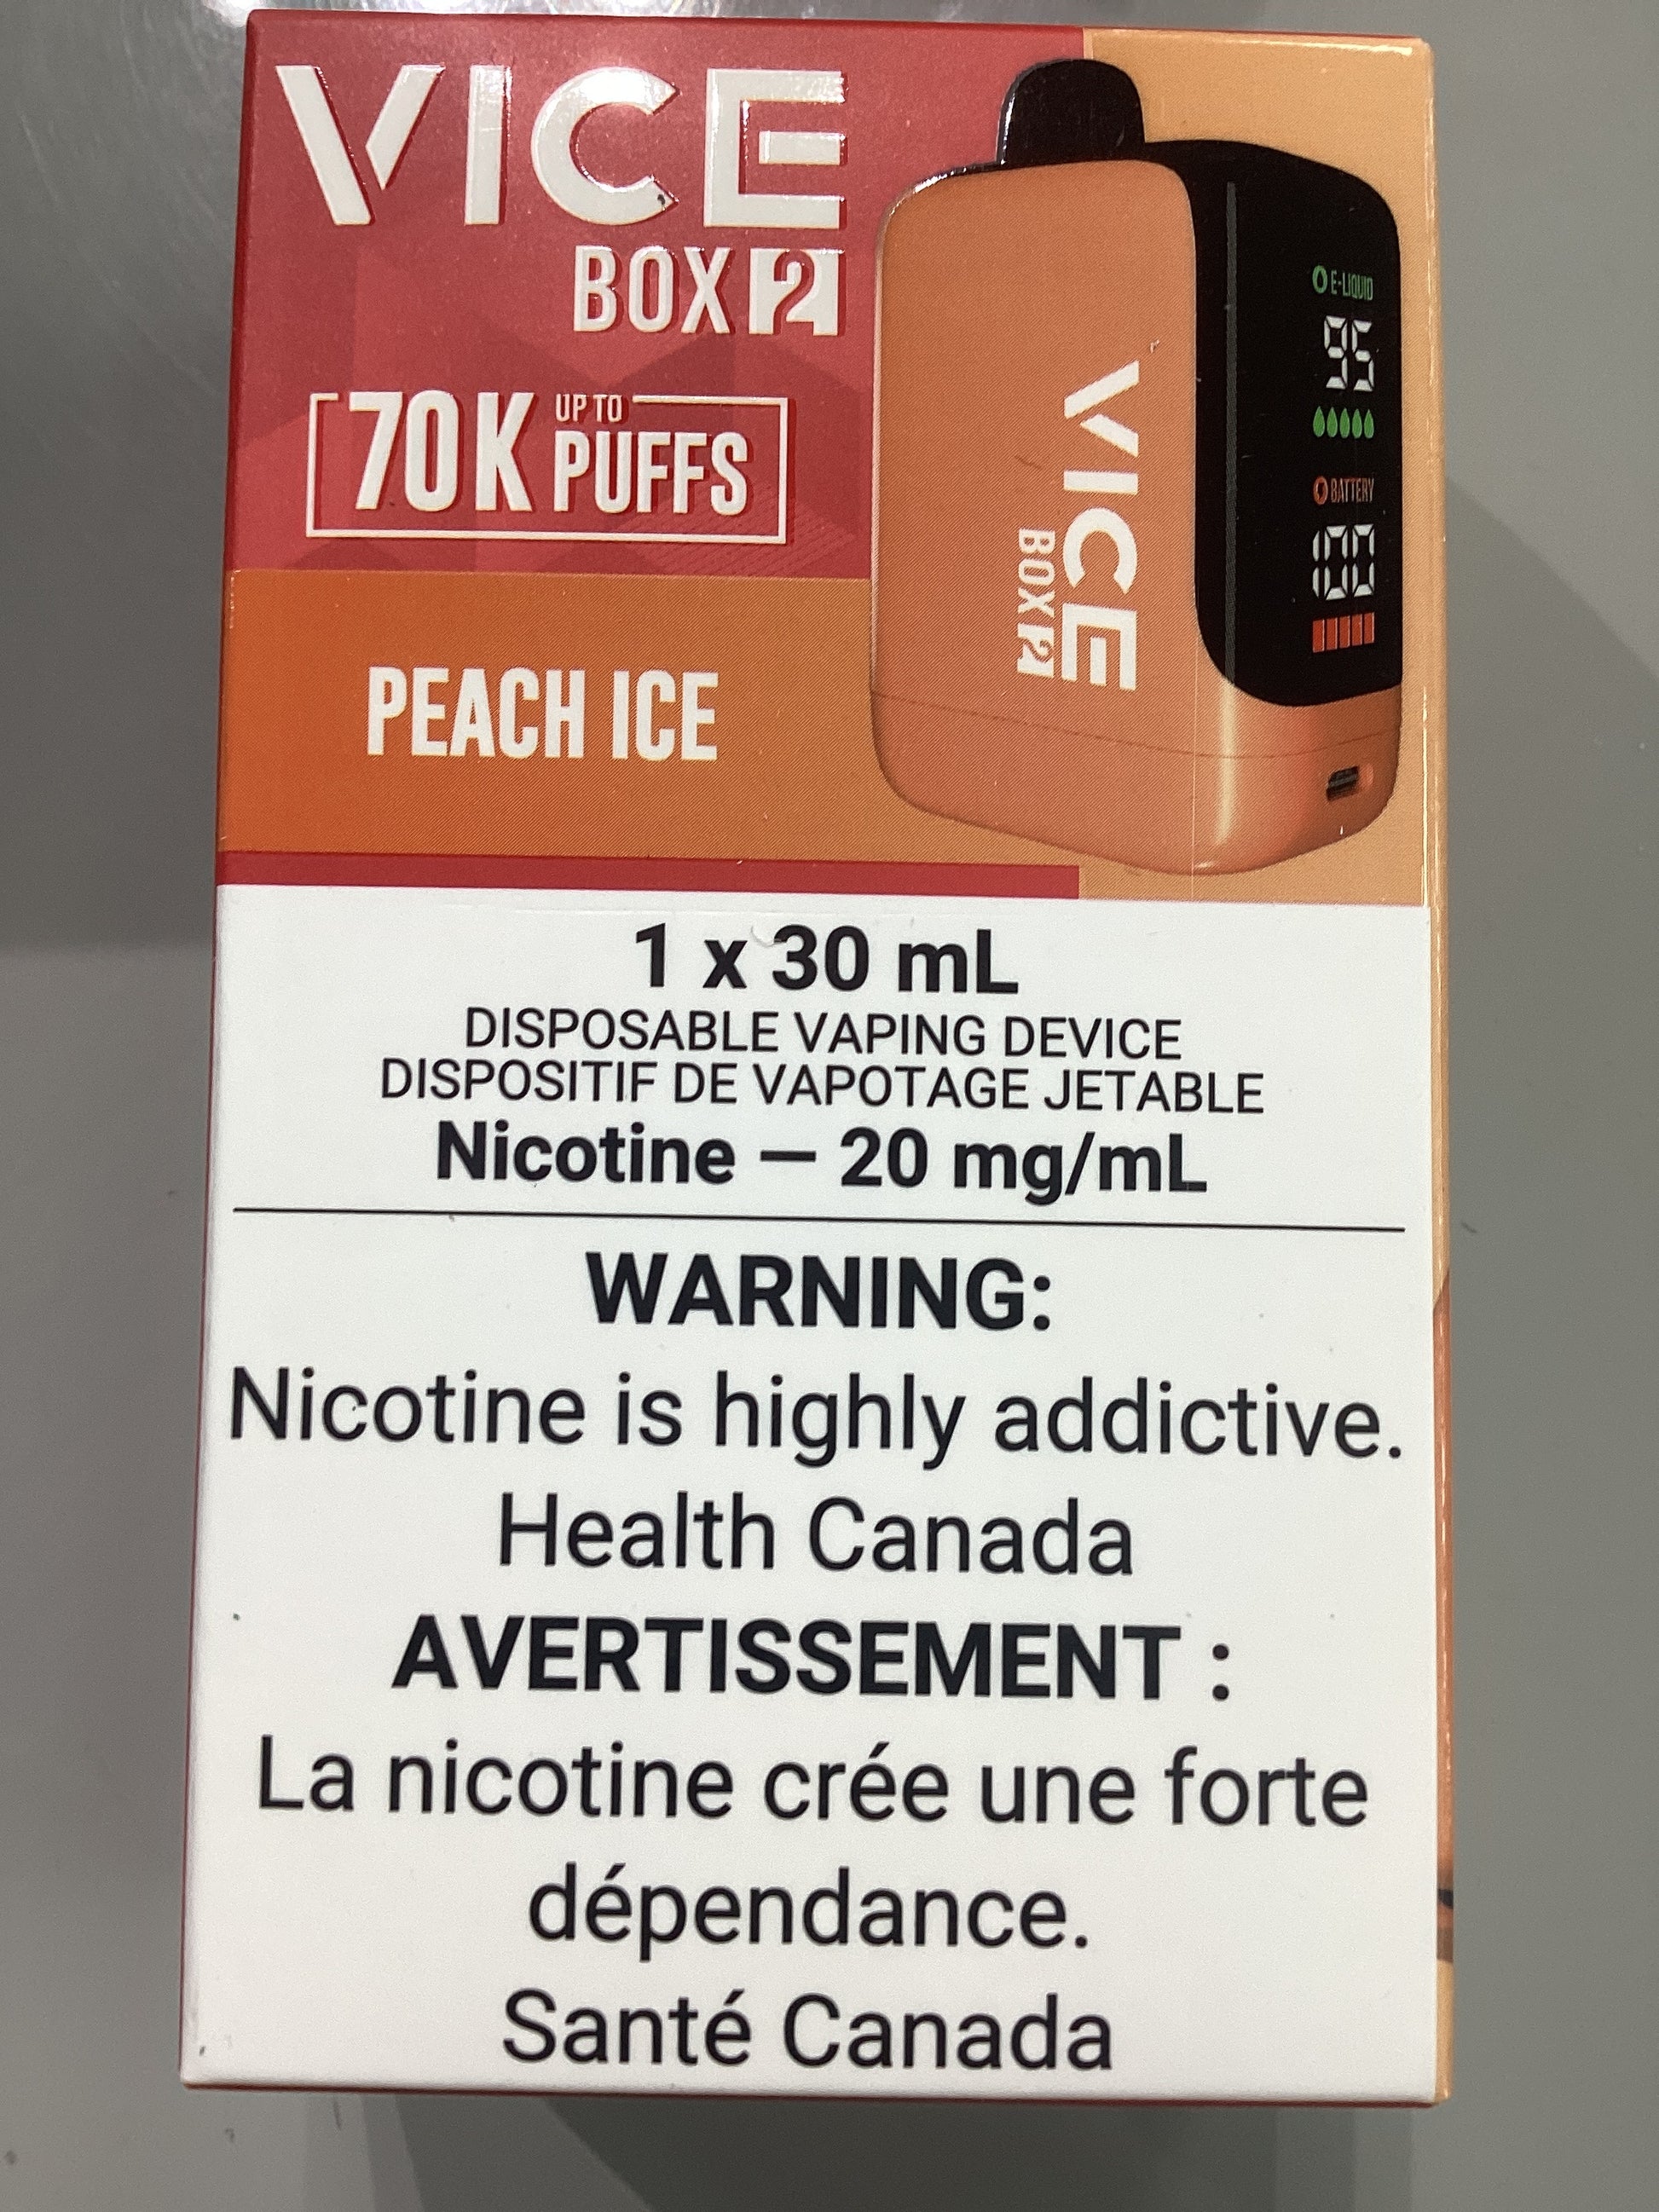 VICE
BOX 2
70K UP TO PUFFS
PEACH ICE
E-LIQUID
95
BATTERY
100
VICE
BOX 2
1 x 30 mL
DISPOSABLE VAPING DEVICE
DISPOSITIF DE VAPOTAGE JETABLE
Nicotine — 20 mg/mL
WARNING:
Nicotine is highly addictive.
Health Canada
AVERTISSEMENT :
La nicotine crée une forte
dépendance.
Santé Canada